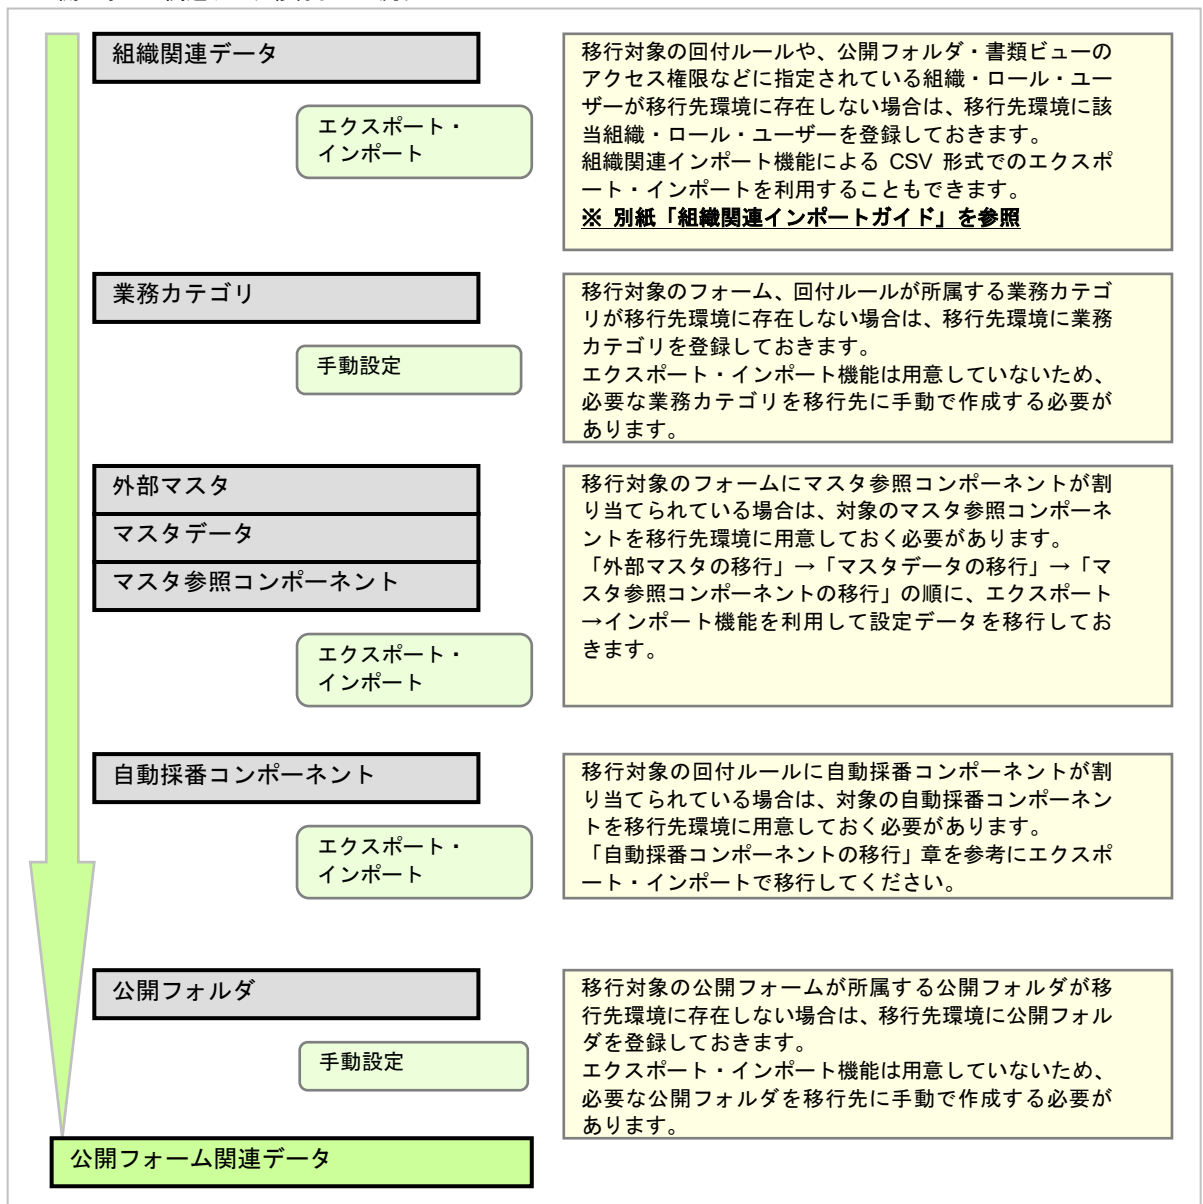 組織関連データ
エクスポート・
インポート
移行対象の回付ルールや、公開フォルダ・書類ビューの
アクセス権限などに指定されている組織・ロール・ユー
ザーが移行先環境に存在しない場合は、移行先環境に該
当組織・ロール・ユーザーを登録しておきます。
組織関連インポート機能による CSV 形式でのエクスポ
ート・インポートを利用することもできます。
※ 別紙「組織関連インポートガイド」を参照
業務カテゴリ
手動設定
移行対象のフォーム、回付ルールが所属する業務カテゴ
リが移行先環境に存在しない場合は、移行先環境に業務
カテゴリを登録しておきます。
エクスポート・インポート機能は用意していないため、
必要な業務カテゴリを移行先に手動で作成する必要が
あります。
外部マスタ
マスタデータ
マスタ参照コンポーネント
エクスポート・
インポート
移行対象のフォームにマスタ参照コンポーネントが割
り当てられている場合は、対象のマスタ参照コンポーネ
ントを移行先環境に用意しておく必要があります。
「外部マスタの移行」→「マスタデータの移行」→「マ
スタ参照コンポーネントの移行」の順に、エクスポート
→インポート機能を利用して設定データを移行してお
きます。
自動採番コンポーネント
エクスポート・
インポート
移行対象の回付ルールに自動採番コンポーネントが割
り当てられている場合は、対象の自動採番コンポーネン
トを移行先環境に用意しておく必要があります。
「自動採番コンポーネントの移行」章を参考にエクスポ
ート・インポートで移行してください。
公開フォルダ
手動設定
移行対象の公開フォームが所属する公開フォルダが移
行先環境に存在しない場合は、移行先環境に公開フォル
ダを登録しておきます。
エクスポート・インポート機能は用意していないため、
必要な公開フォルダを移行先に手動で作成する必要が
あります。
公開フォーム関連データ